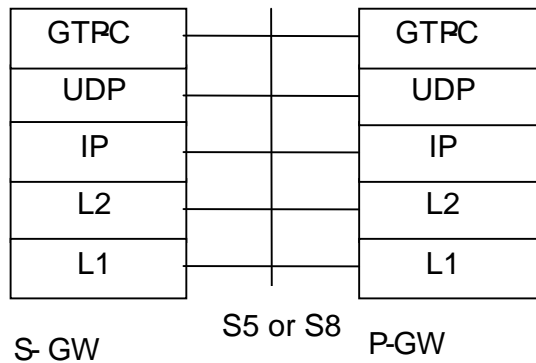 GTP-C GTP-C
UDP UDP
IP IP
L2 L2
L1 L1
S- GW S5 or S8 P-GW